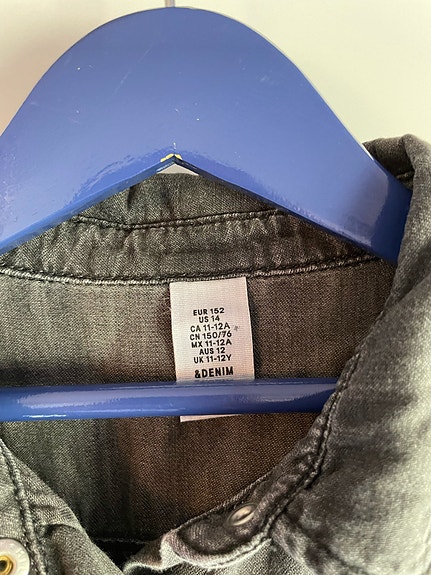 EUR 152
US 14
CA 11-12A
CN 150/76
MX 11-12A
AUS 12
UK 11-12Y
&DENIM